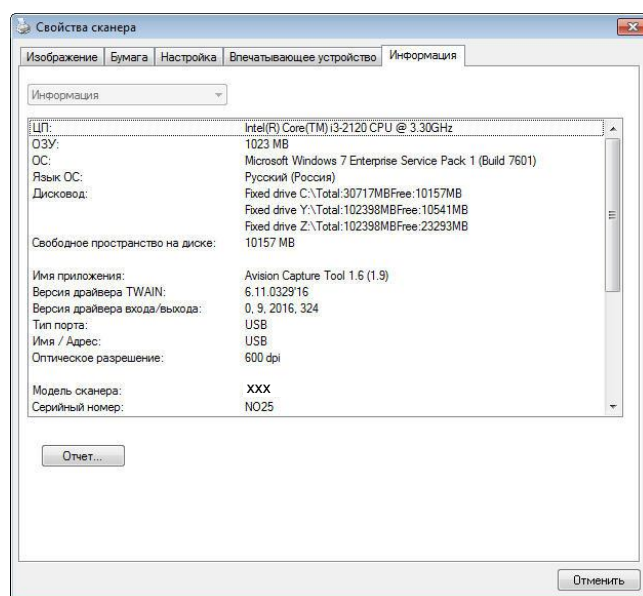 Свойства сканера
Изображение Бумага Настройка Впечатывающее устройство Информация
Информация
ЦП: Intel(R) Core(TM) i3-2120 CPU @ 3.30GHz
ОЗУ: 1023 MB
ОС: Microsoft Windows 7 Enterprise Service Pack 1 (Build 7601)
Язык ОС: Русский (Россия)
Дисковод: Fixed drive C:\Total:30717MBFree:10157MB
Fixed drive Y:\Total:102398MBFree:10541MB
Fixed drive Z:\Total:102398MBFree:23293MB
Свободное пространство на диске: 10157 MB
Имя приложения: Avision Capture Tool 1.6 (1.9)
Версия драйвера TWAIN: 6.11.0329'16
Версия драйвера входа/выхода: 0, 9, 2016, 324
Тип порта: USB
Имя / Адрес: USB
Оптическое разрешение: 600 dpi
Модель сканера: XXX
Серийный номер: NO25
Отчет...
Отменить